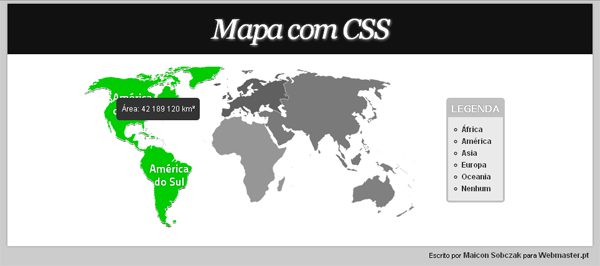 Mapa com CSS
América
Área: 42 189 120 km²
América
do Sul
LEGENDA
África
América
Asia
Europa
Oceania
Nenhum
Escrito por Maicon Sobczak para Webmaster.pt